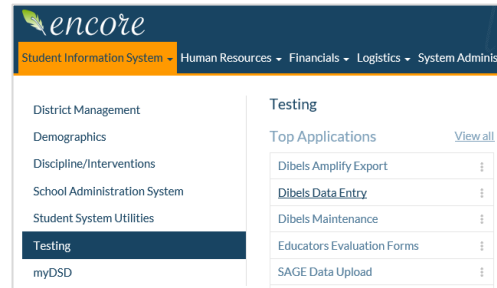 encore
Student Information System Human Resources Financials Logistics
District Management
Demographics
Discipline/Interventions
School Administration System
Student System Utilities
Testing
myDSD
Testing
Top Applications View all
Dibels Amplify Export
Dibels Data Entry
Dibels Maintenance
Educators Evaluation Forms
SAGE Data Upload